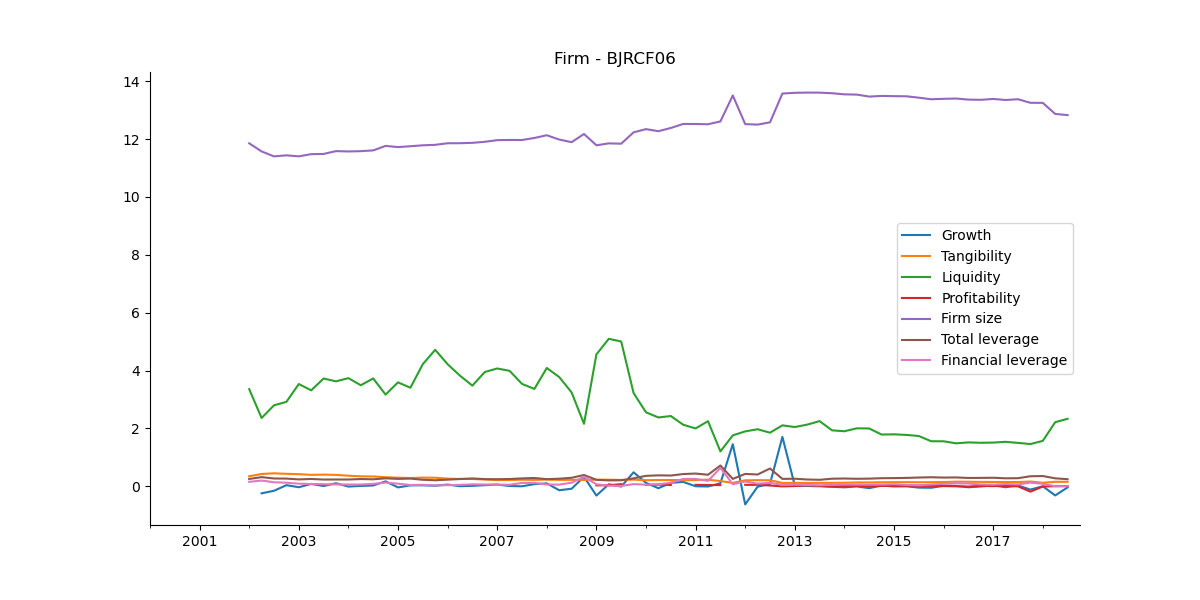 Firm - BJRCF06
14
12
10
8
6
4
2
0
Growth
Tangibility
Liquidity
Profitability
Firm size
Total leverage
Financial leverage
2001 2003 2005 2007 2009 2011 2013 2015 2017